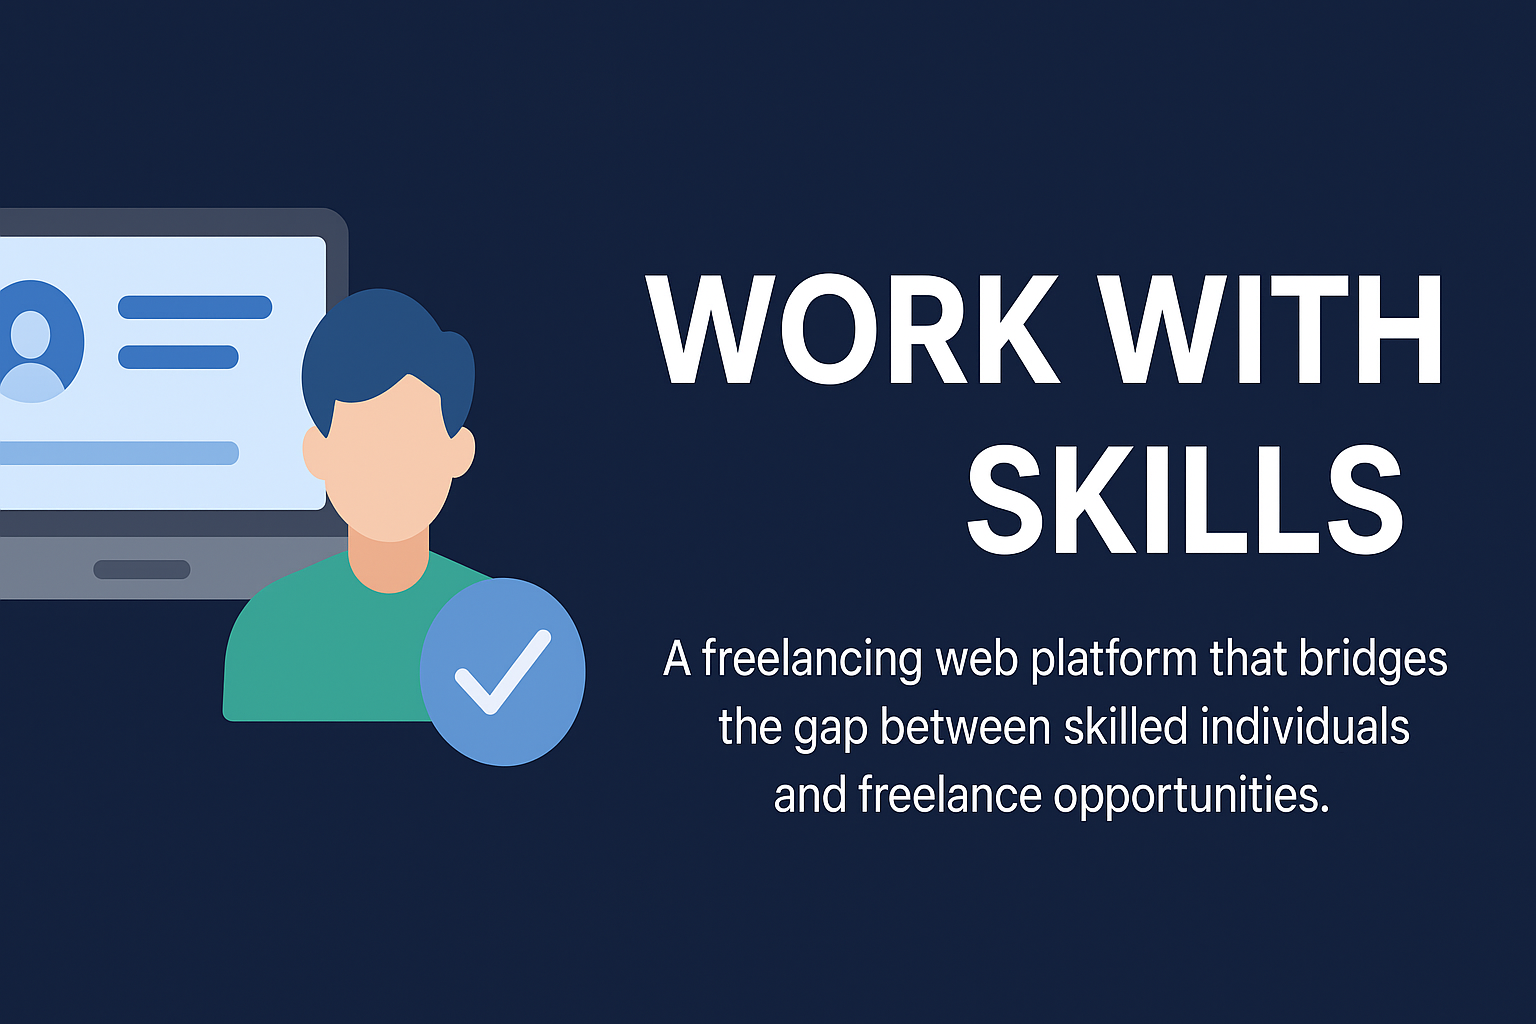 WORK WITH
SKILLS
A freelancing web platform that bridges
the gap between skilled individuals
and freelance opportunities.